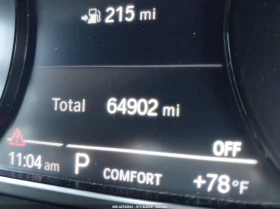 215 mi
Total 64902 mi
OFF
11:04 am P COMFORT +78°F